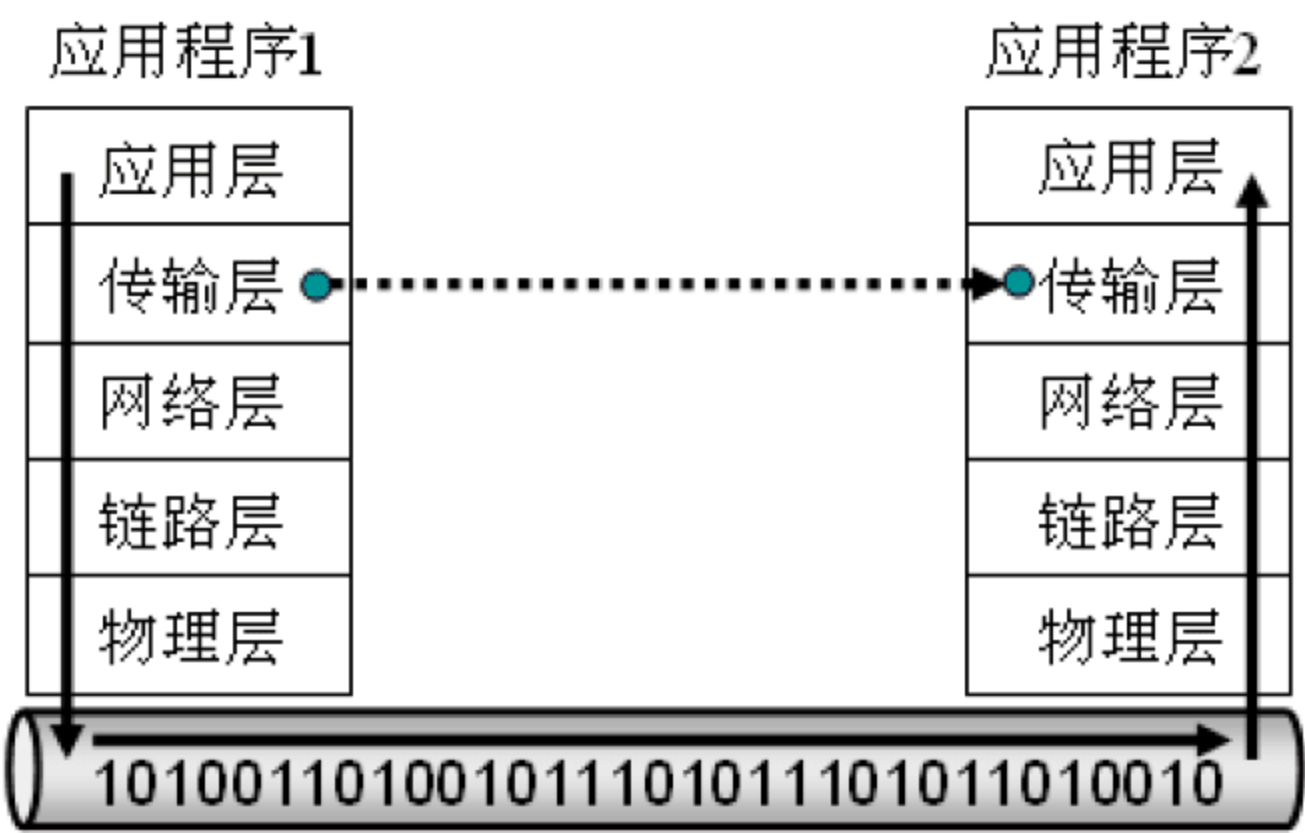 应用程序1 应用程序2
应用层 应用层
传输层 传输层
网络层 网络层
链路层 链路层
物理层 物理层
1010011010010111010111010110​10010